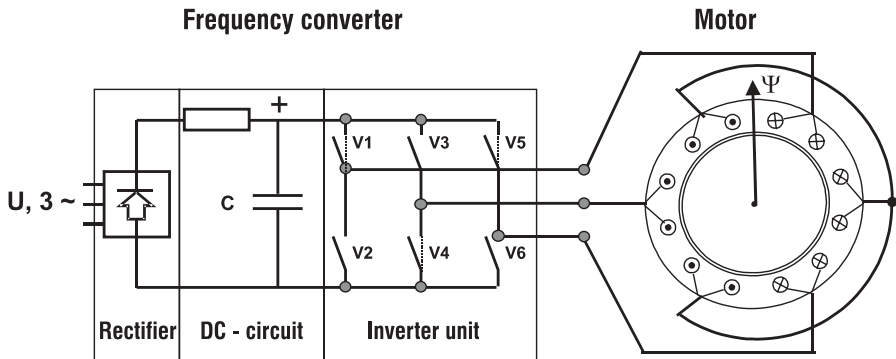 Frequency converter
Motor
Ψ
+
V1
V3
V5
U, 3 ~
C
V2
V4
V6
Rectifier
DC - circuit
Inverter unit